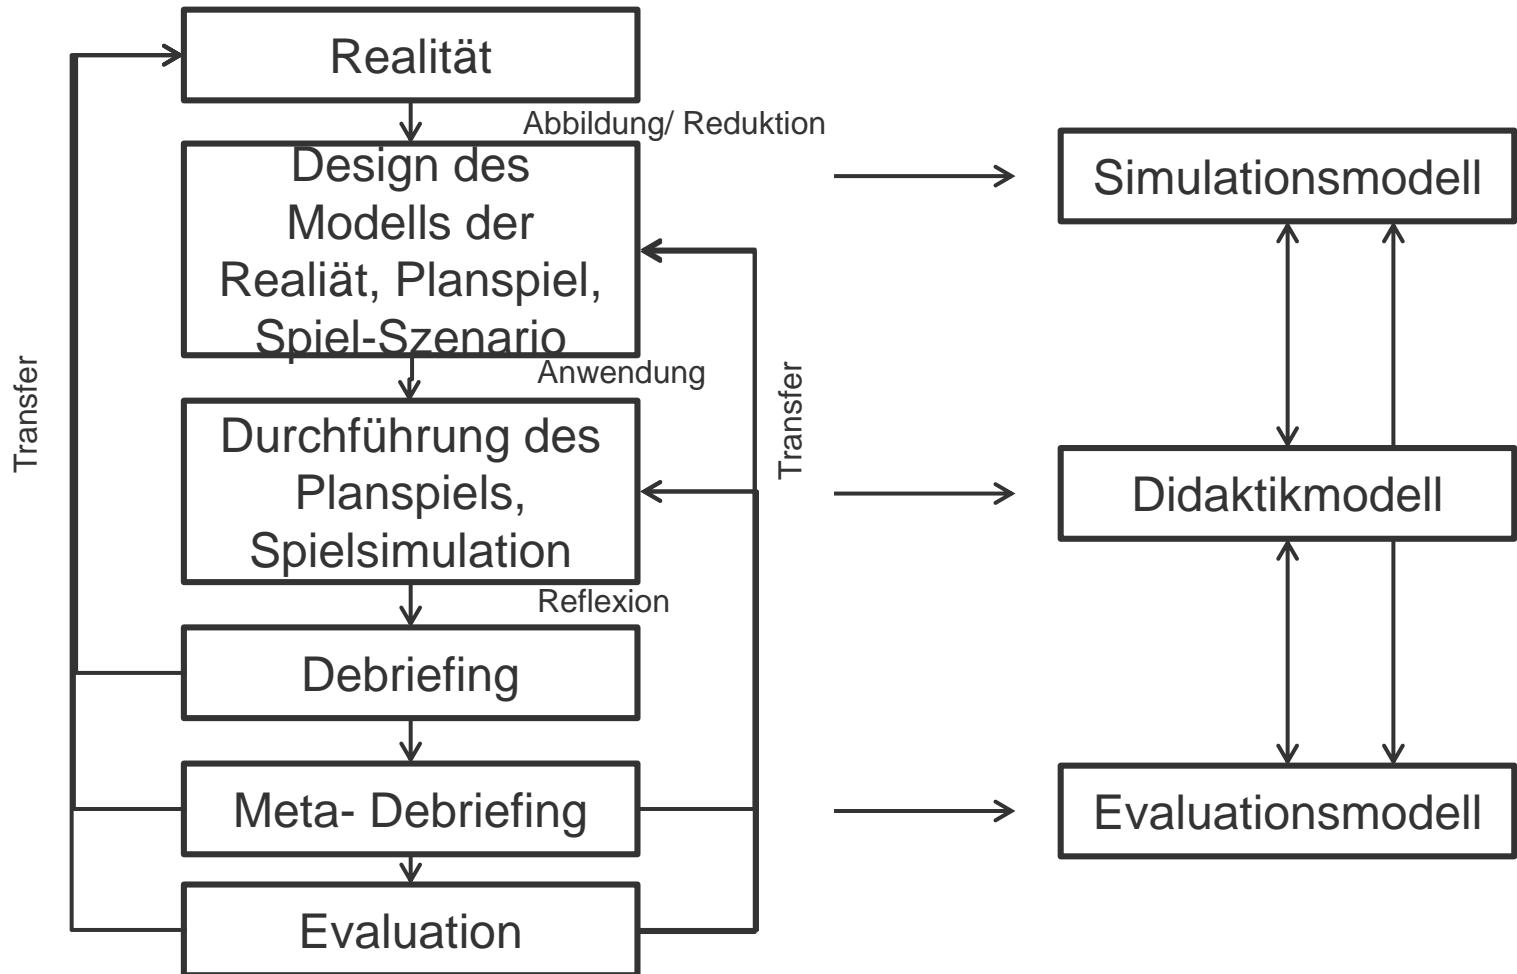 Realität
Abbildung/ Reduktion
Design des
Modells der
Realiät, Planspiel,
Spiel-Szenario
Anwendung
Durchführung des
Planspiels,
Spielsimulation
Reflexion
Debriefing
Meta- Debriefing
Evaluation
Transfer
Transfer
Simulationsmodell
Didaktikmodell
Evaluationsmodell